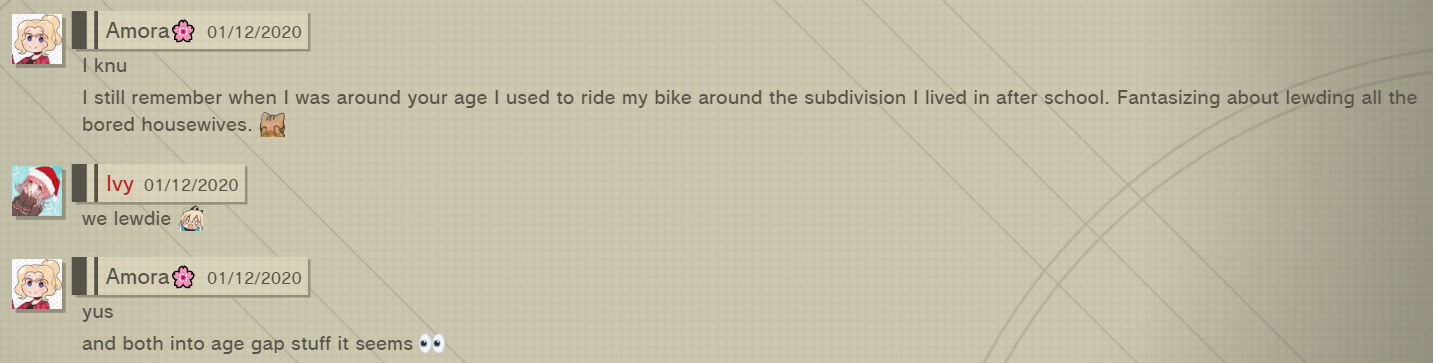 Amora🌸 01/12/2020
I knu
I still remember when I was around your age I used to ride my bike around the subdivision I lived in after school. Fantasizing about lewding all the
bored housewives.
Ivy 01/12/2020
we lewdie
Amora🌸 01/12/2020
yus
and both into age gap stuff it seems 👀